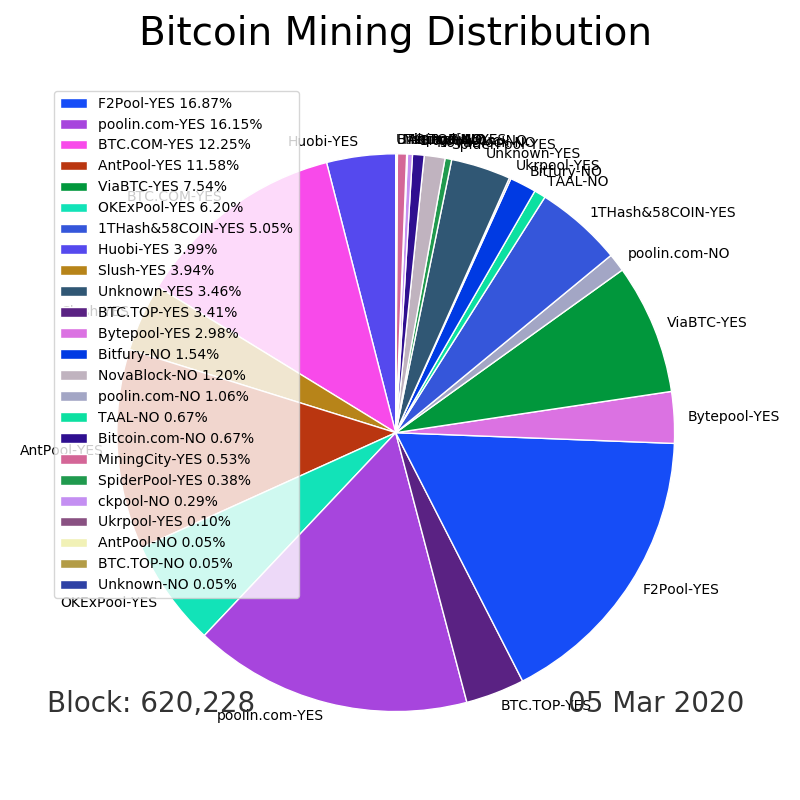 Bitcoin Mining Distribution
F2Pool-YES 16.87%
poolin.com-YES 16.15%
BTC.COM-YES 12.25%
AntPool-YES 11.58%
ViaBTC-YES 7.54%
OKExPool-YES 6.20%
1THash&58COIN-YES 5.05%
Huobi-YES 3.99%
Slush-YES 3.94%
Unknown-YES 3.46%
BTC.TOP-YES 3.41%
Bytepool-YES 2.98%
Bitfury-NO 1.54%
NovaBlock-NO 1.20%
poolin.com-NO 1.06%
TAAL-NO 0.67%
Bitcoin.com-NO 0.67%
MiningCity-YES 0.53%
SpiderPool-YES 0.38%
ckpool-NO 0.29%
Ukrpool-YES 0.10%
AntPool-NO 0.05%
BTC.TOP-NO 0.05%
Unknown-NO 0.05%
Huobi-YES
BTC.COM-YES
AntPool-YES
OKExPool-YES
poolin.com-YES
BTC.TOP-YES
F2Pool-YES
Bytepool-YES
ViaBTC-YES
poolin.com-NO
1THash&58COIN-YES
TAAL-NO
Bitfury-NO
Ukrpool-YES
Unknown-YES
SpiderPool-YES
Block: 620,228
05 Mar 2020